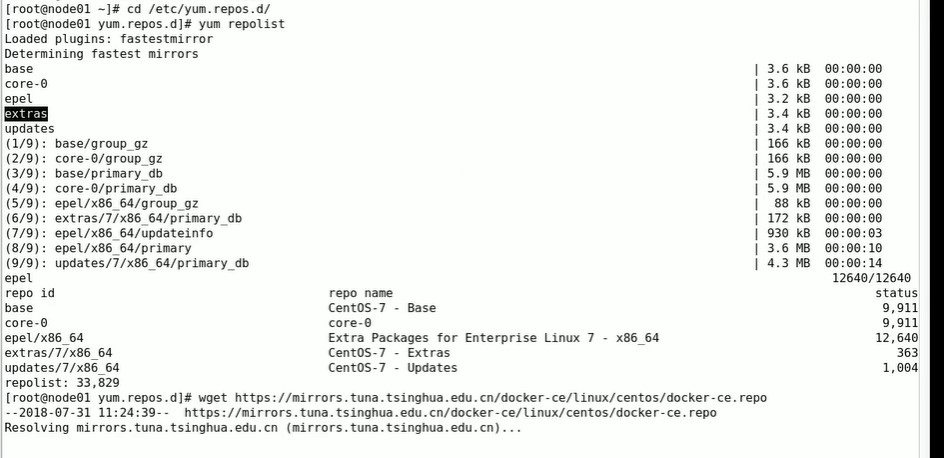 [root@node01 ~]# cd /etc/yum.repos.d/
[root@node01 yum.repos.d]# yum repolist
Loaded plugins: fastestmirror
Determining fastest mirrors
base | 3.6 kB 00:00:00
core-0 | 3.6 kB 00:00:00
epel | 3.2 kB 00:00:00
extras | 3.4 kB 00:00:00
updates | 3.4 kB 00:00:00
(1/9): base/group_gz | 166 kB 00:00:00
(2/9): core-0/group_gz | 166 kB 00:00:00
(3/9): base/primary_db | 5.9 MB 00:00:00
(4/9): core-0/primary_db | 5.9 MB 00:00:00
(5/9): epel/x86_64/group_gz | 88 kB 00:00:00
(6/9): extras/7/x86_64/primary_db | 172 kB 00:00:00
(7/9): epel/x86_64/updateinfo | 930 kB 00:00:03
(8/9): epel/x86_64/primary | 3.6 MB 00:00:10
(9/9): updates/7/x86_64/primary_db | 4.3 MB 00:00:14
epel 12640/12640
repo id repo name status
base CentOS-7 - Base 9,911
core-0 core-0 9,911
epel/x86_64 Extra Packages for Enterprise Linux 7 - x86_64 12,640
extras/7/x86_64 CentOS-7 - Extras 363
updates/7/x86_64 CentOS-7 - Updates 1,004
repolist: 33,829
[root@node01 yum.repos.d]# wget https://mirrors.tuna.tsinghua.edu.cn/docker-ce/linux/centos/docker-ce.repo
--2018-07-31 11:24:39-- https://mirrors.tuna.tsinghua.edu.cn/docker-ce/linux/centos/docker-ce.repo
Resolving mirrors.tuna.tsinghua.edu.cn (mirrors.tuna.tsinghua.edu.cn)...